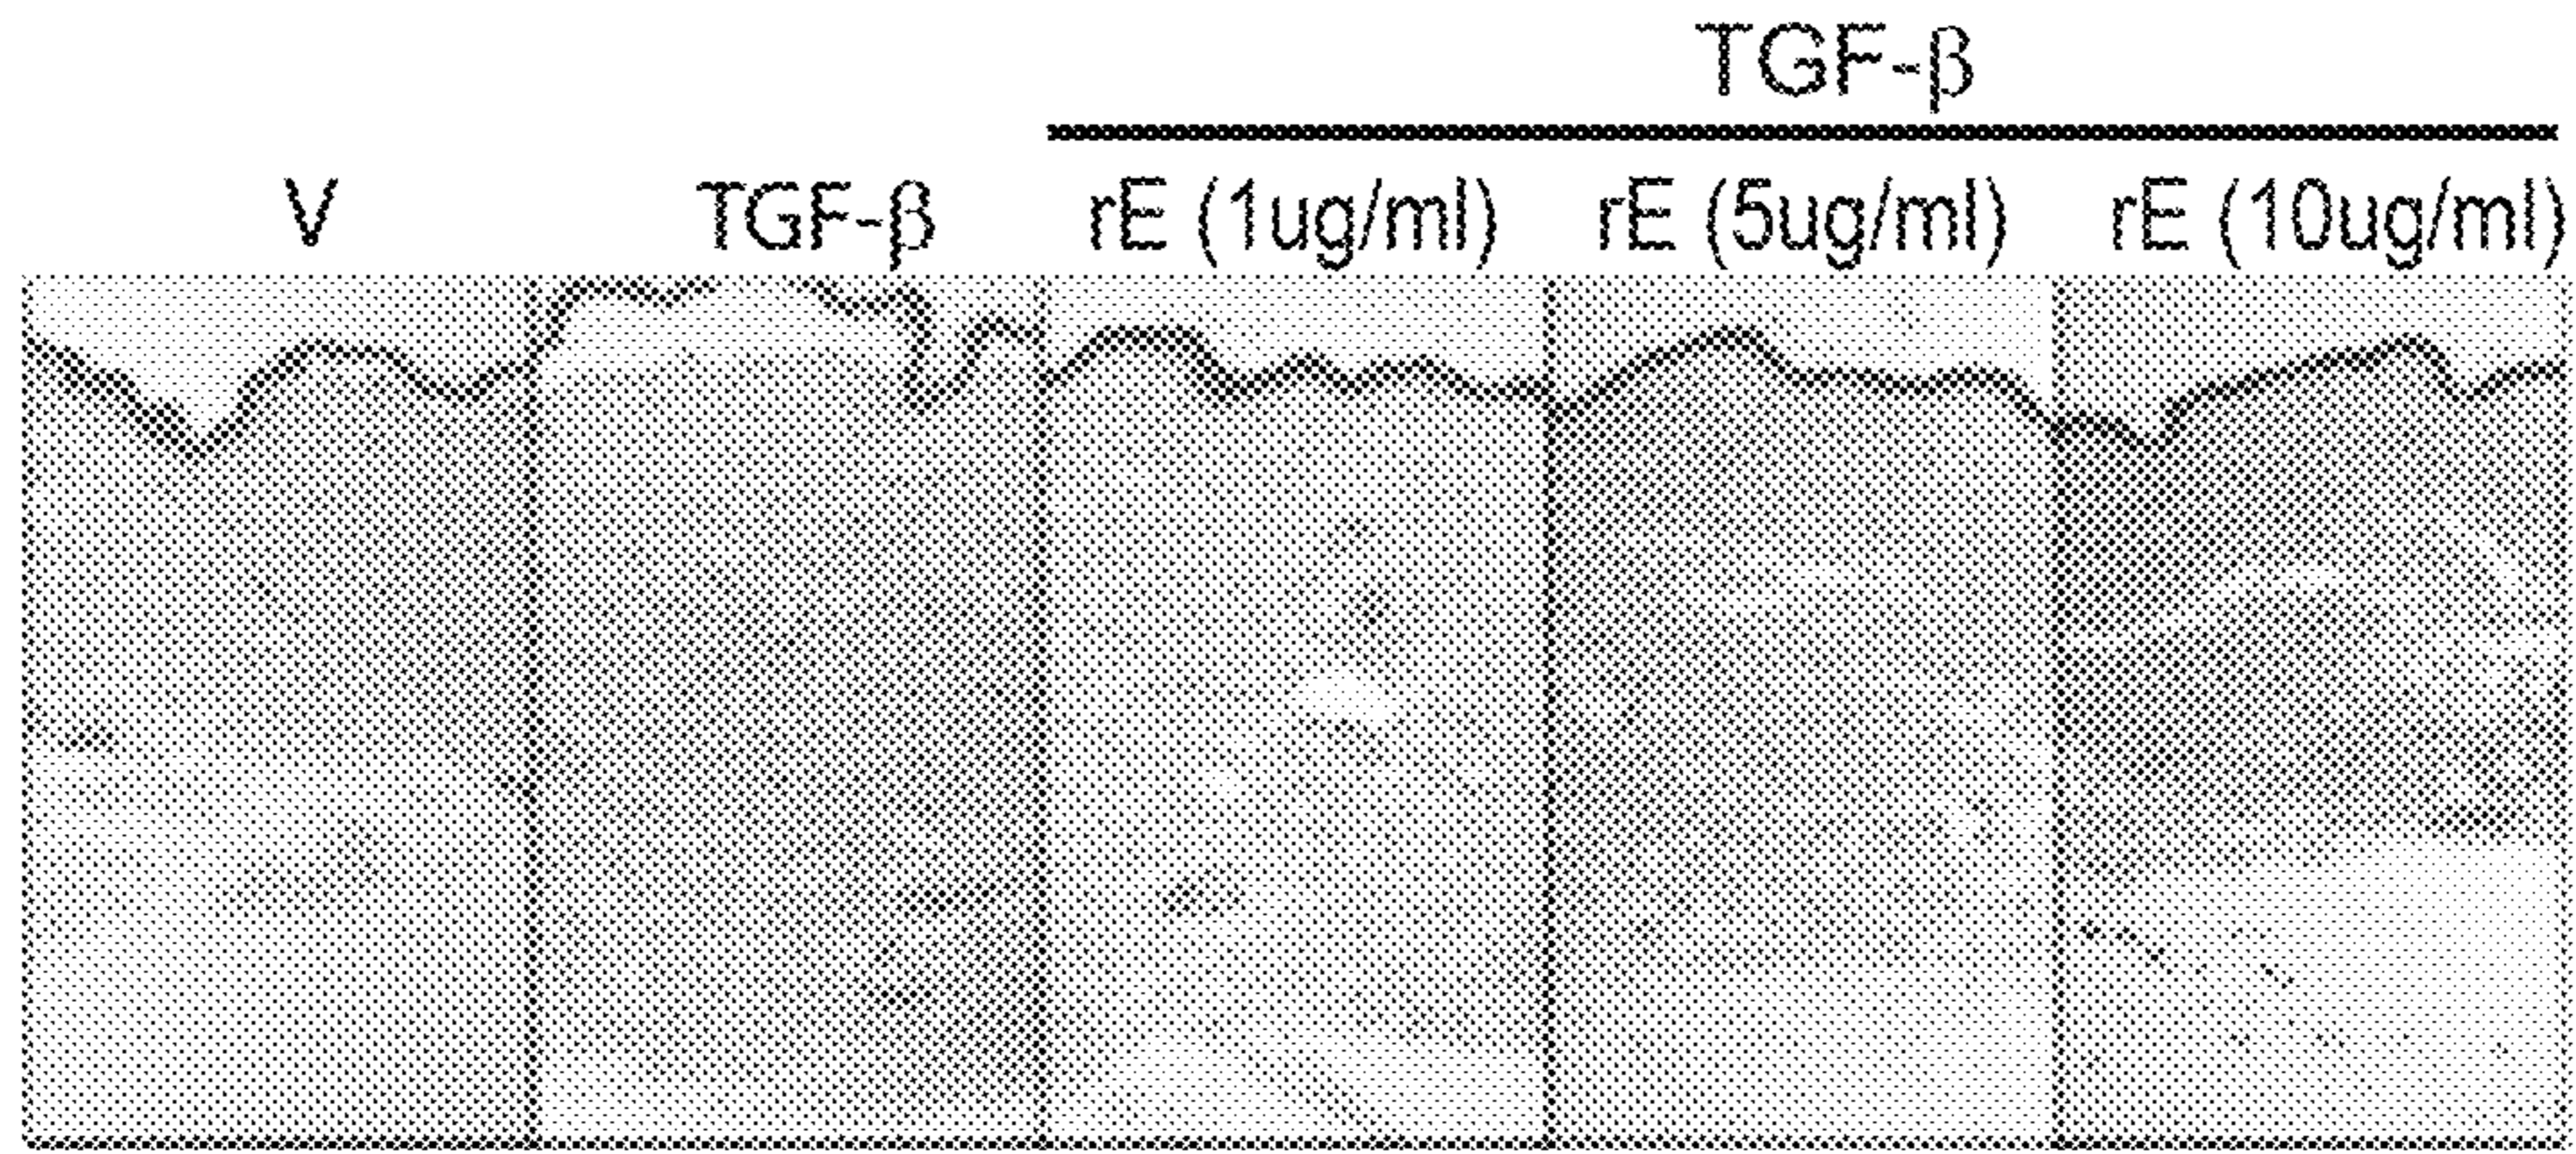 TGF-β
V TGF-β rE (1ug/ml) rE (5ug/ml) rE (10ug/ml)